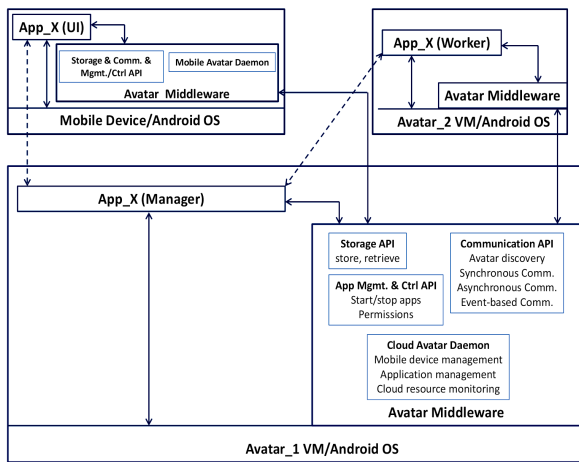 App_X (UI)
Storage & Comm. &
Mgmt./Ctrl API
Mobile Avatar Daemon
Avatar Middleware
Mobile Device/Android OS
App_X (Worker)
Avatar Middleware
Avatar_2 VM/Android OS
App_X (Manager)
Storage API
store, retrieve
App Mgmt. & Ctrl API
Start/stop apps
Permissions
Communication API
Avatar discovery
Synchronous Comm.
Asynchronous Comm.
Event-based Comm.
Cloud Avatar Daemon
Mobile device management
Application management
Cloud resource monitoring
Avatar Middleware
Avatar_1 VM/Android OS